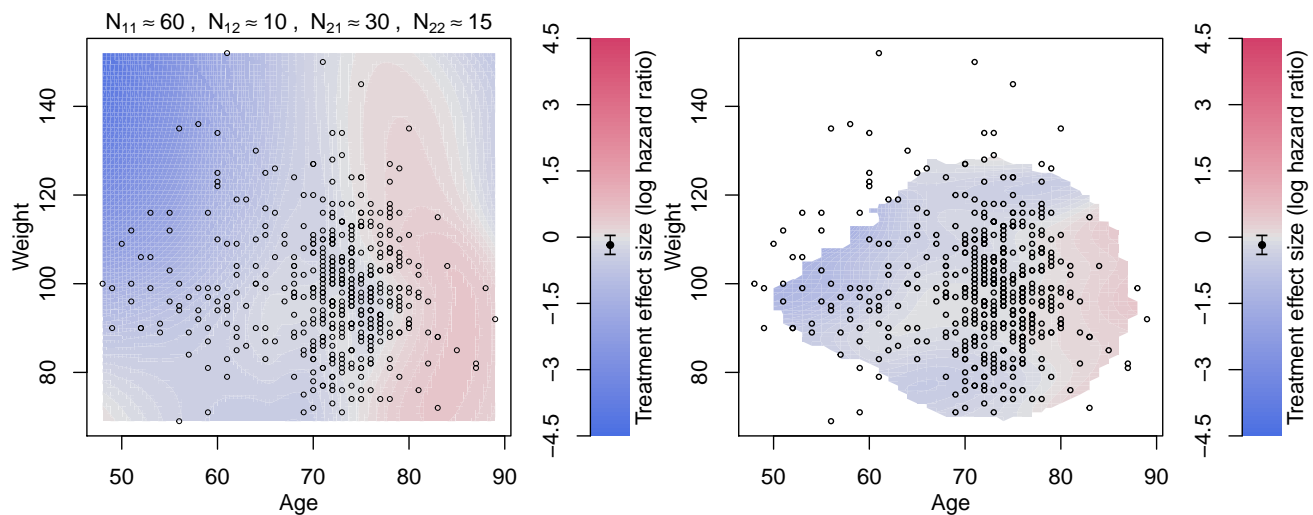 N₁₁ ≈ 60 , N₁₂ ≈ 10 , N₂₁ ≈ 30 , N₂₂ ≈ 15
Weight
140
120
100
80
50 60 70 80 90
Age
4.5
3
1.5
0
−1.5
−3
−4.5
Treatment effect size (log hazard ratio)
Weight
140
120
100
80
50 60 70 80 90
Age
4.5
3
1.5
0
−1.5
−3
−4.5
Treatment effect size (log hazard ratio)